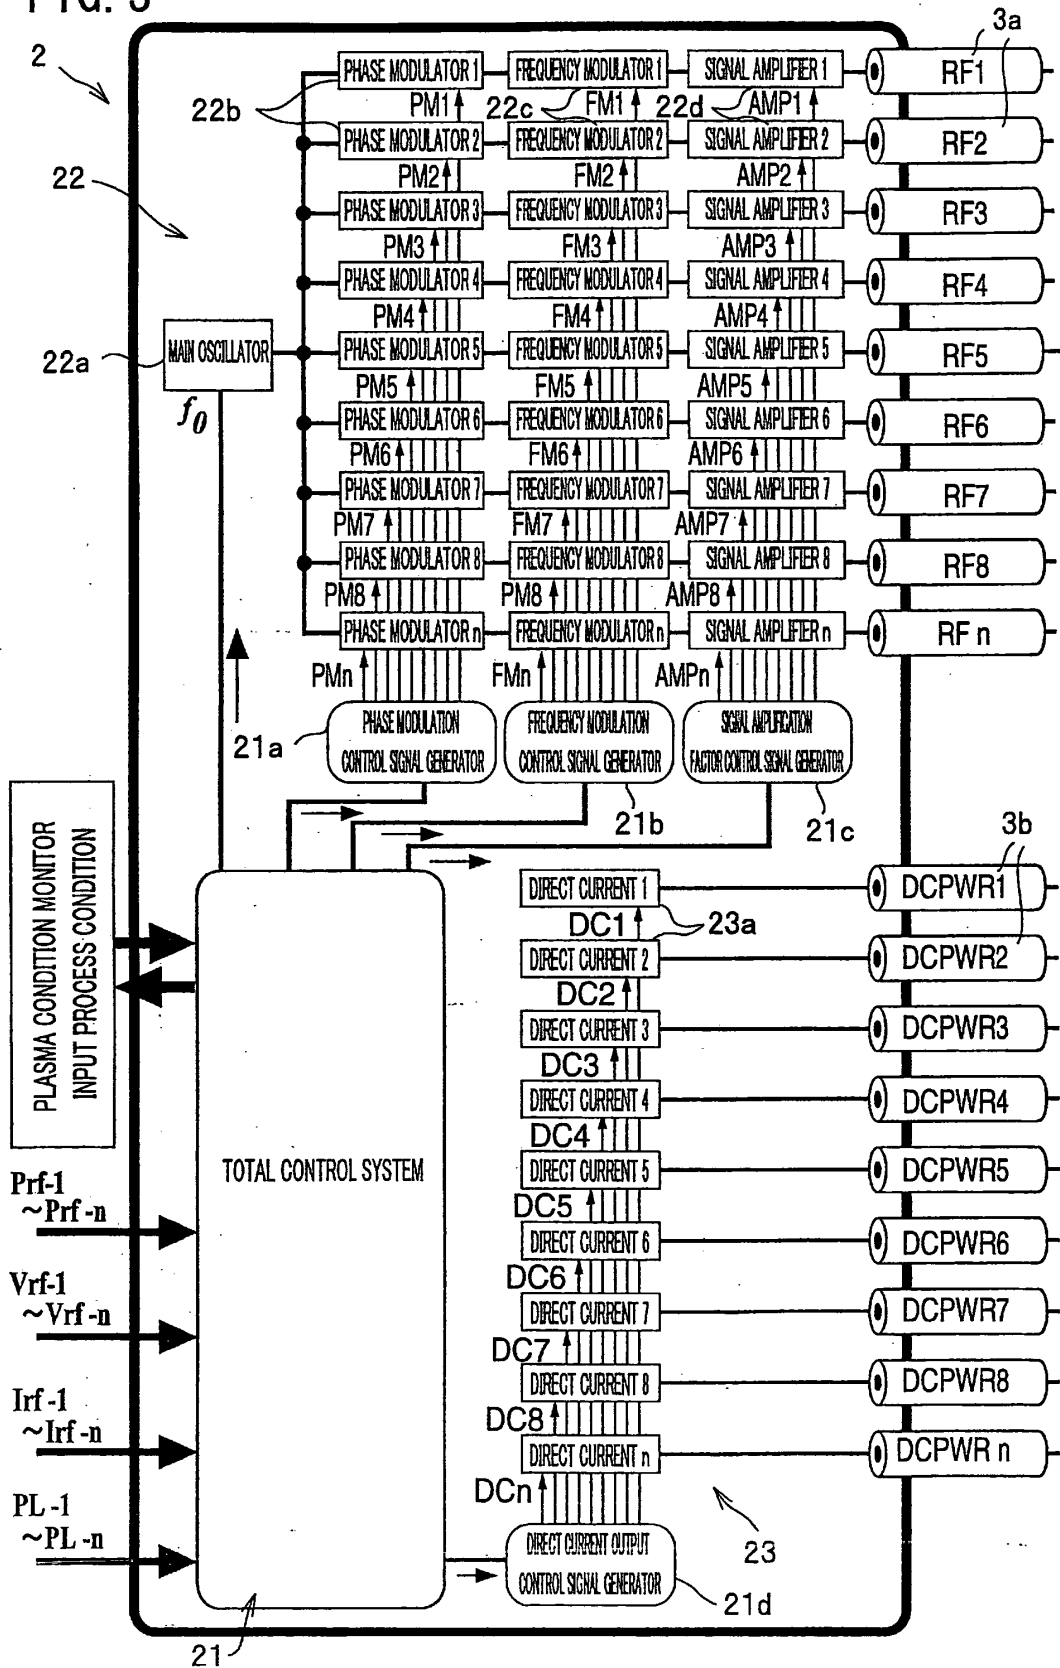 FIG. 3
2
3a
PHASE MODULATOR 1
FREQUENCY MODULATOR 1
SIGNAL AMPLIFIER 1
RF1
22b
PM1
22c
FM1
22d
AMP1
PHASE MODULATOR 2
FREQUENCY MODULATOR 2
SIGNAL AMPLIFIER 2
RF2
22
PM2
FM2
AMP2
PHASE MODULATOR 3
FREQUENCY MODULATOR 3
SIGNAL AMPLIFIER 3
RF3
PM3
FM3
AMP3
PHASE MODULATOR 4
FREQUENCY MODULATOR 4
SIGNAL AMPLIFIER 4
RF4
PM4
FM4
AMP4
22a
MAIN OSCILLATOR
f0
PHASE MODULATOR 5
FREQUENCY MODULATOR 5
SIGNAL AMPLIFIER 5
RF5
PM5
FM5
AMP5
PHASE MODULATOR 6
FREQUENCY MODULATOR 6
SIGNAL AMPLIFIER 6
RF6
PM6
FM6
AMP6
PHASE MODULATOR 7
FREQUENCY MODULATOR 7
SIGNAL AMPLIFIER 7
RF7
PM7
FM7
AMP7
PHASE MODULATOR 8
FREQUENCY MODULATOR 8
SIGNAL AMPLIFIER 8
RF8
PM8
PM8
AMP8
PHASE MODULATOR n
FREQUENCY MODULATOR n
SIGNAL AMPLIFIER n
RF n
PMn
FMn
AMPn
21a
PHASE MODULATION
CONTROL SIGNAL GENERATOR
FREQUENCY MODULATION
CONTROL SIGNAL GENERATOR
SIGNAL AMPLIFICATION
FACTOR CONTROL SIGNAL GENERATOR
21b
21c
3b
PLASMA CONDITION MONITOR
INPUT PROCESS CONDITION
TOTAL CONTROL SYSTEM
DIRECT CURRENT 1
DCPWR1
DC1
23a
DIRECT CURRENT 2
DCPWR2
DC2
DIRECT CURRENT 3
DCPWR3
DC3
DIRECT CURRENT 4
DCPWR4
DC4
DIRECT CURRENT 5
DCPWR5
DC5
DIRECT CURRENT 6
DCPWR6
DC6
DIRECT CURRENT 7
DCPWR7
DC7
DIRECT CURRENT 8
DCPWR8
DC8
DIRECT CURRENT n
DCPWR n
DCn
Prf-1
~Prf-n
Vrf-1
~Vrf-n
Irf-1
~Irf-n
PL-1
~PL-n
DIRECT CURRENT OUTPUT
CONTROL SIGNAL GENERATOR
23
21d
21